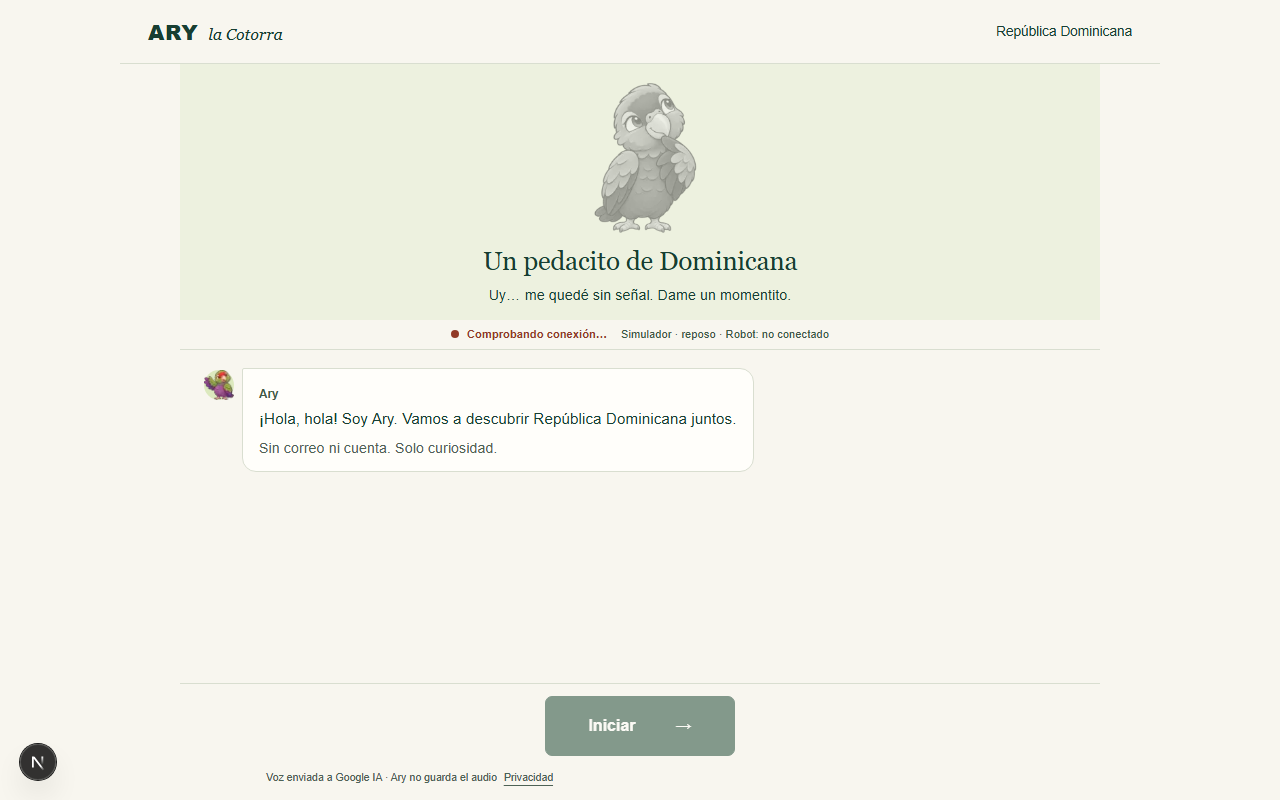 ARY la Cotorra
República Dominicana
Un pedacito de Dominicana
Uy… me quedé sin señal. Dame un momentito.
Comprobando conexión… Simulador · reposo · Robot: no conectado
Ary
¡Hola, hola! Soy Ary. Vamos a descubrir República Dominicana juntos.
Sin correo ni cuenta. Solo curiosidad.
Iniciar →
N
Voz enviada a Google IA · Ary no guarda el audio Privacidad